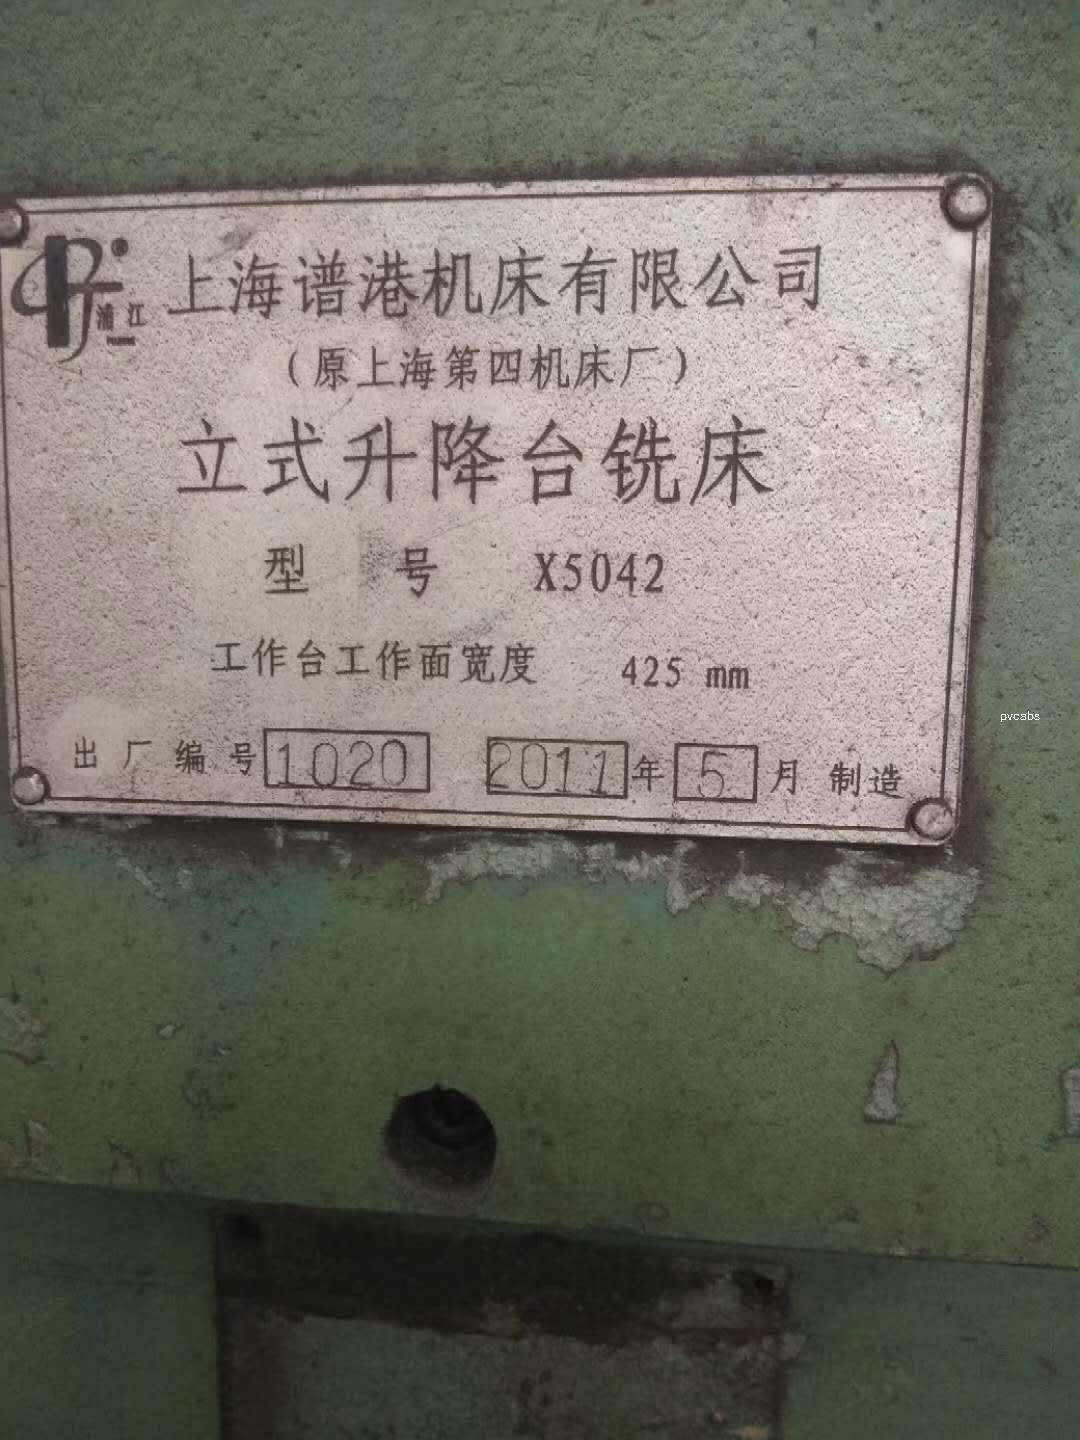 浦江
上海谱港机床有限公司
（原上海第四机床厂）
立式升降台铣床
型 号 X5042
工作台工作面宽度 425 mm
出厂编号 1020 2011 年 5 月 制造
pvcabs